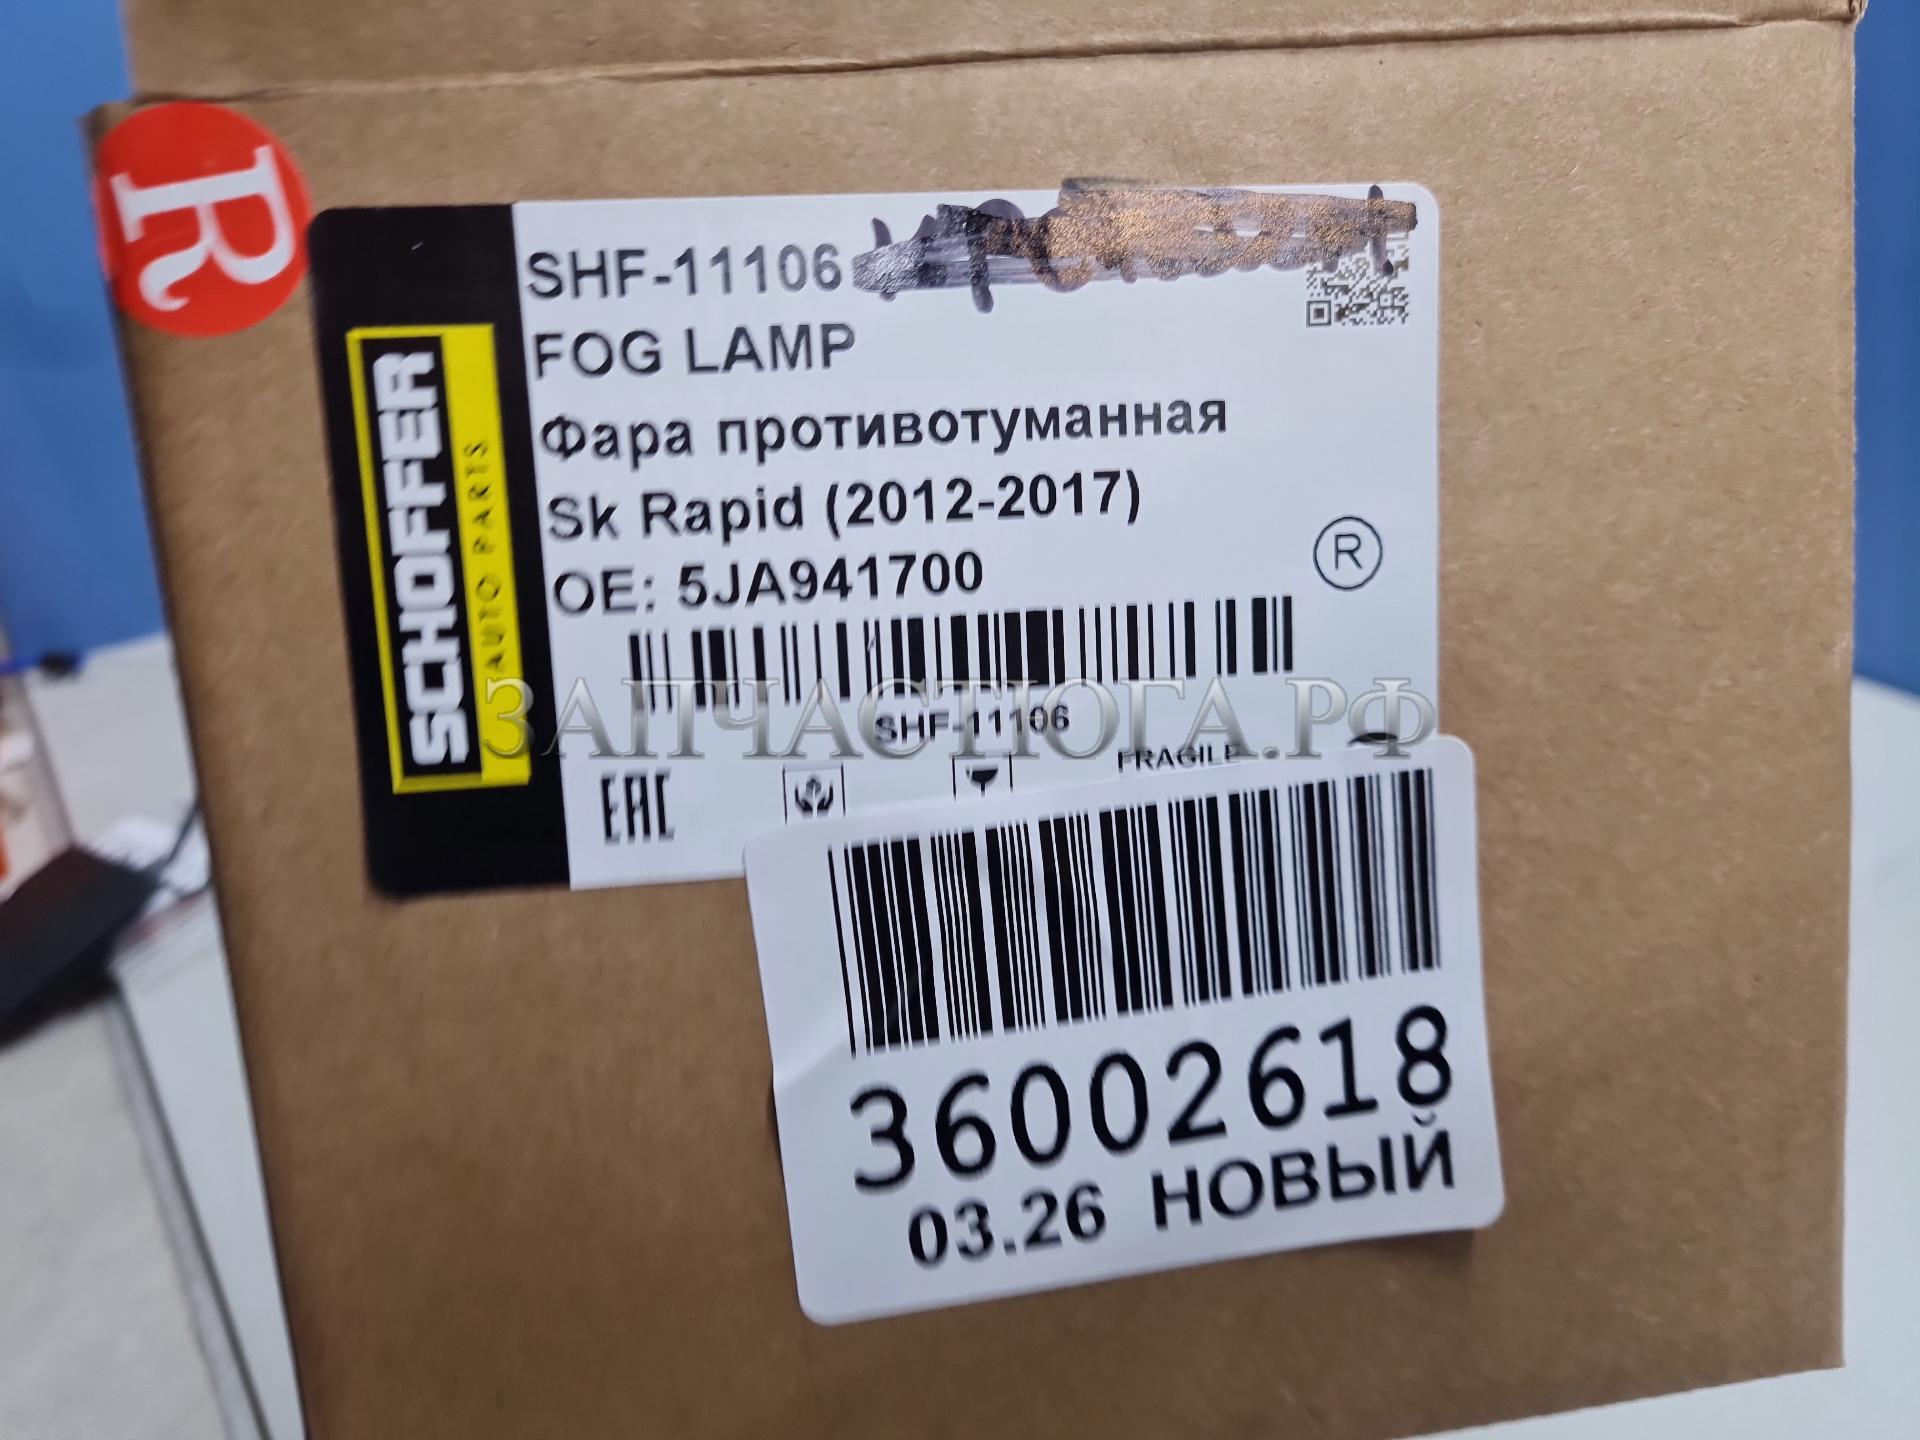 R
SCHOFFER
AUTO PARTS
SHF-11106
FOG LAMP
Фара противотуманная
Sk Rapid (2012-2017)
OE: 5JA941700
R
SHF-11106
ЗАПЧАСТЮГА.РФ
FRAGILE
EAC
36002618
03.26 НОВЫЙ